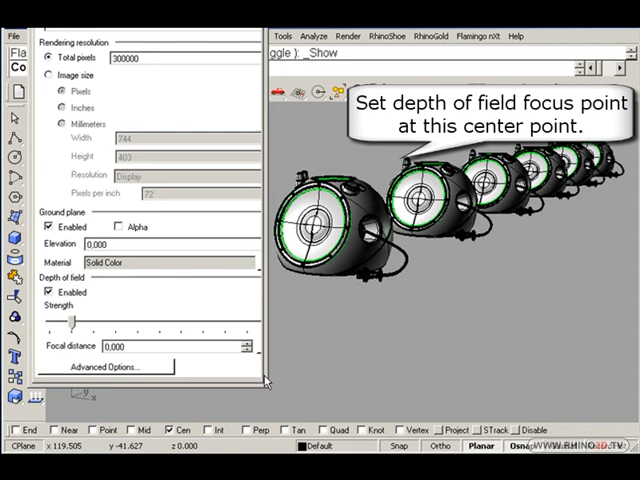 File
Tools Analyze Render RhinoShoe RhinoGold Flamingo nXt Help
Fla
ggle ): _Show
Co
Rendering resolution
Total pixels 300000
Image size
Pixels
Inches
Millimeters
Width 744
Height 403
Resolution Display
Pixels per inch 72
Set depth of field focus point
at this center point.
Ground plane
Enabled Alpha
Elevation 0,000
Material Solid Color
Depth of field
Enabled
Strength
Focal distance 0,000
Advanced Options...
y
x
End Near Point Mid Cen Int Perp Tan Quad Knot Vertex Project STrack Disable
CPlane x 119.505 y -41.627 z 0.000 Default Snap Ortho Planar Osnap
WWW.RHINO3D.TV